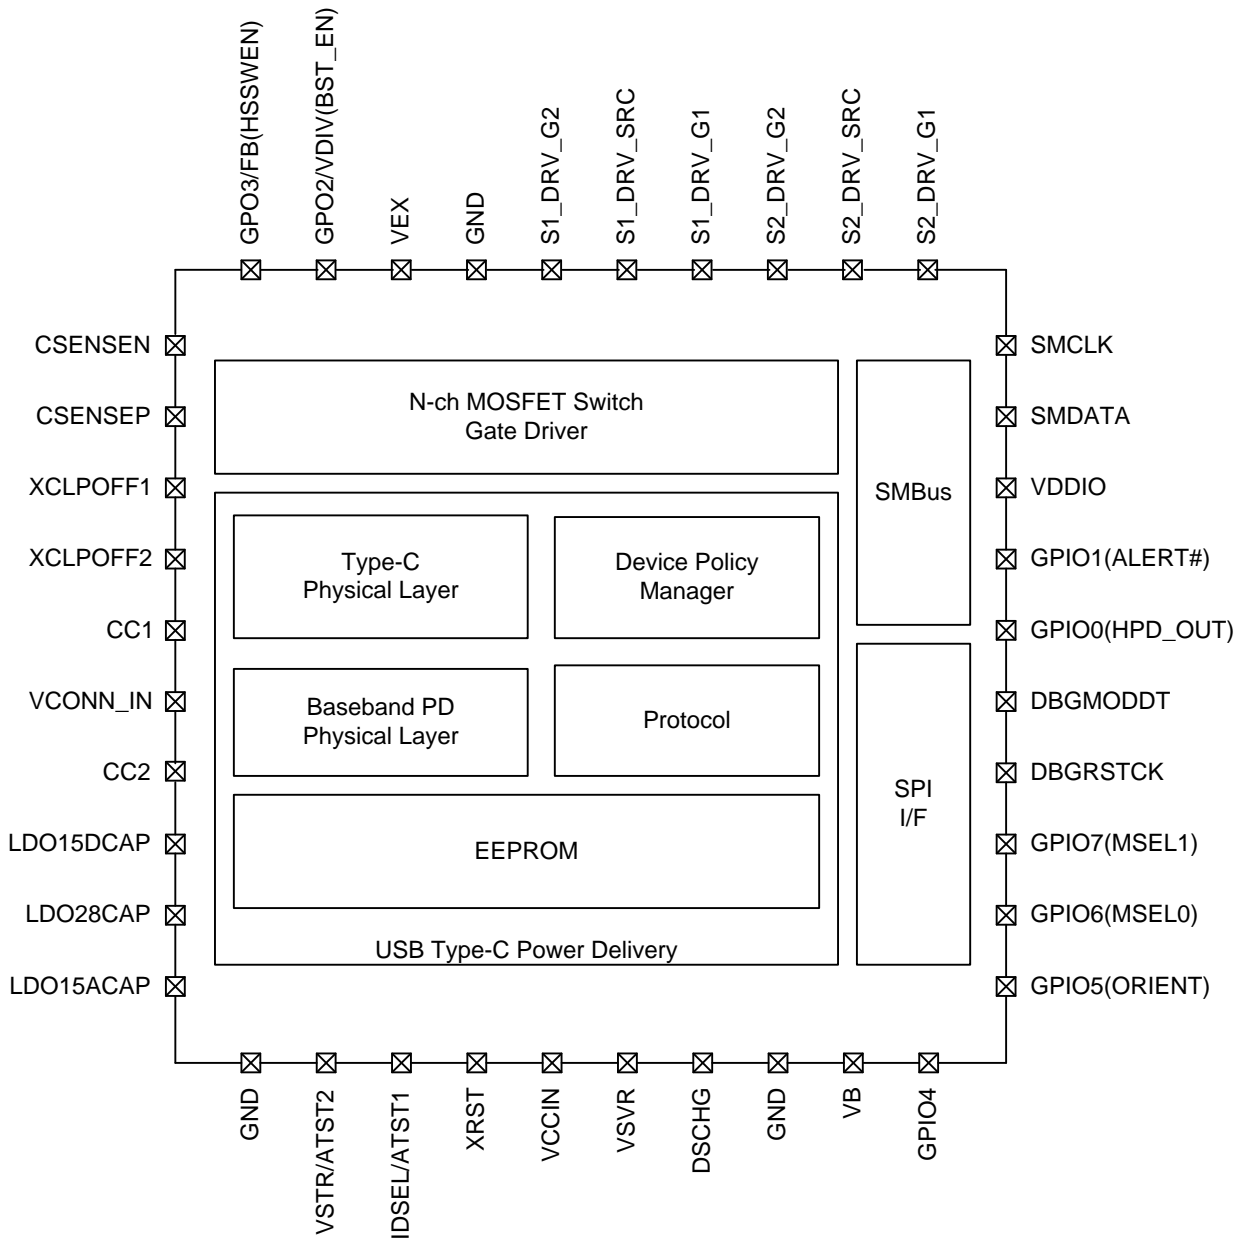 GPO3/FB(HSSWEN)
GPO2/VDIV(BST_EN)
VEX
GND
S1_DRV_G2
S1_DRV_SRC
S1_DRV_G1
S2_DRV_G2
S2_DRV_SRC
S2_DRV_G1
CSENSEN
CSENSEP
XCLPOFF1
XCLPOFF2
CC1
VCONN_IN
CC2
LDO15DCAP
LDO28CAP
LDO15ACAP
N-ch MOSFET Switch
Gate Driver
Type-C
Physical Layer
Device Policy
Manager
Baseband PD
Physical Layer
Protocol
EEPROM
USB Type-C Power Delivery
SMBus
SPI
I/F
SMCLK
SMDATA
VDDIO
GPIO1(ALERT#)
GPIO0(HPD_OUT)
DBGMODDT
DBGRSTCK
GPIO7(MSEL1)
GPIO6(MSEL0)
GPIO5(ORIENT)
GND
VSTR/ATST2
IDSEL/ATST1
XRST
VCCIN
VSVR
DSCHG
GND
VB
GPIO4